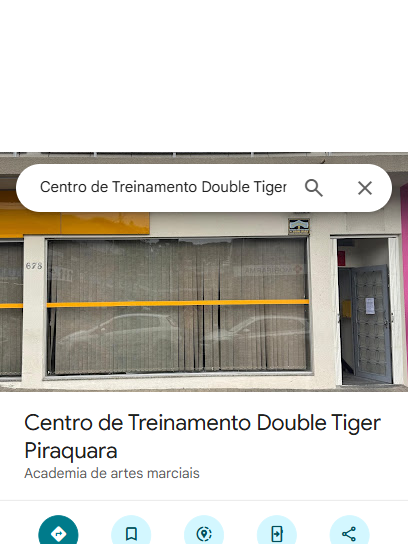 Centro de Treinamento Double Tiger
675
Centro de Treinamento Double Tiger
Piraquara
Academia de artes marciais